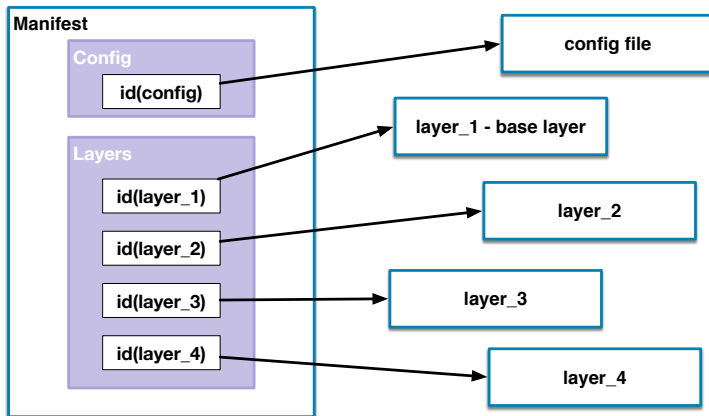 Manifest
Config
id(config)
config file
Layers
id(layer_1)
layer_1 - base layer
id(layer_2)
layer_2
id(layer_3)
layer_3
id(layer_4)
layer_4